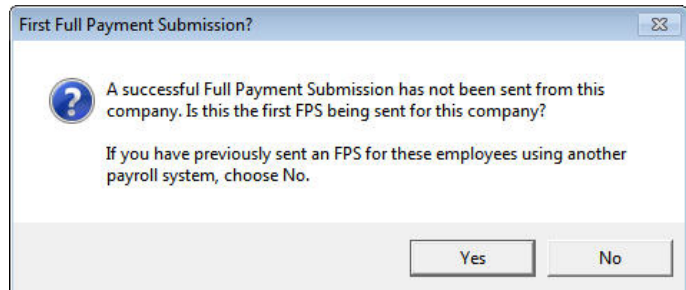 First Full Payment Submission?
A successful Full Payment Submission has not been sent from this
company. Is this the first FPS being sent for this company?
If you have previously sent an FPS for these employees using another
payroll system, choose No.
Yes
No